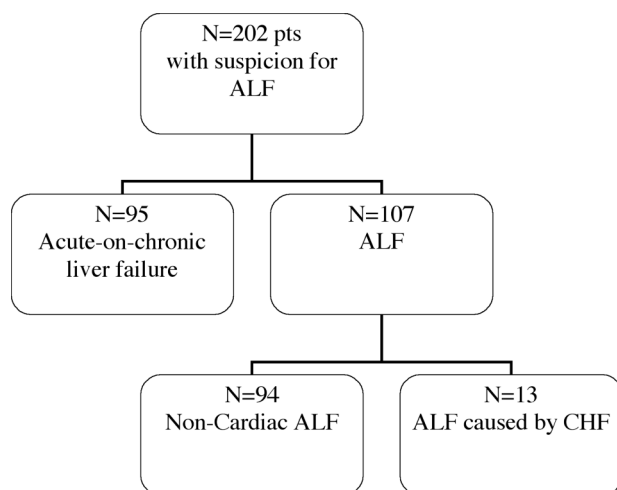 N=202 pts
with suspicion for
ALF
N=95
Acute-on-chronic
liver failure
N=107
ALF
N=94
Non-Cardiac ALF
N=13
ALF caused by CHF